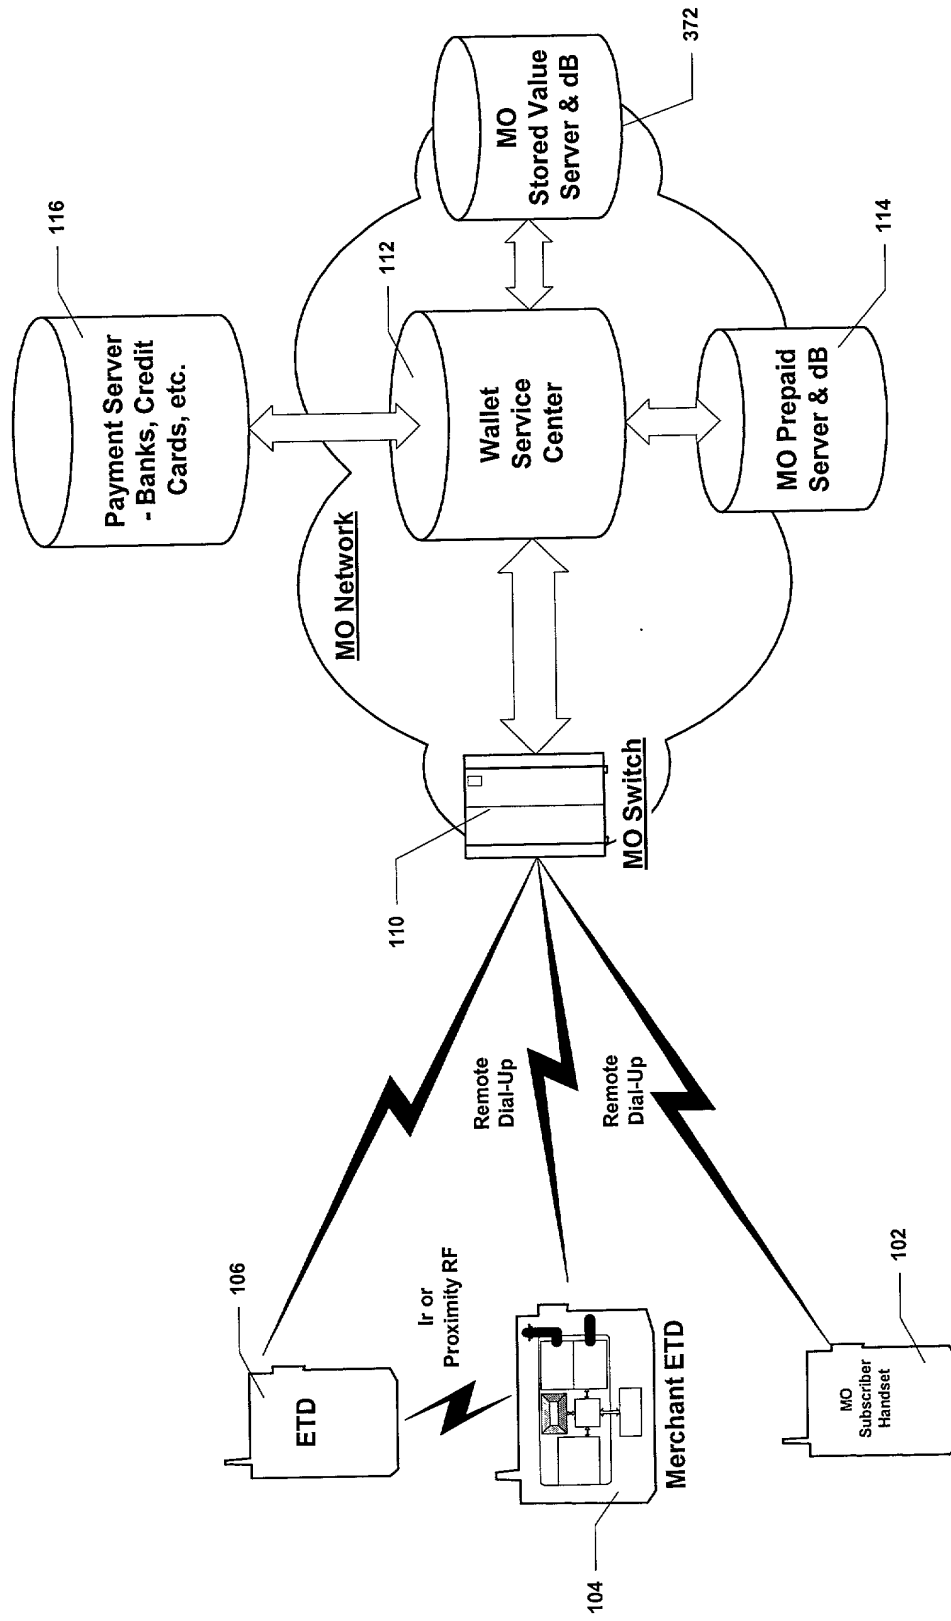 116
Payment Server
- Banks, Credit
Cards, etc.
MO Network
112
Wallet
Service
Center
MO
Stored Value
Server & dB
372
MO Prepaid
Server & dB
114
110
MO Switch
106
ETD
Ir or
Proximity RF
Remote
Dial-Up
Remote
Dial-Up
104
Merchant ETD
102
MO
Subscriber
Handset